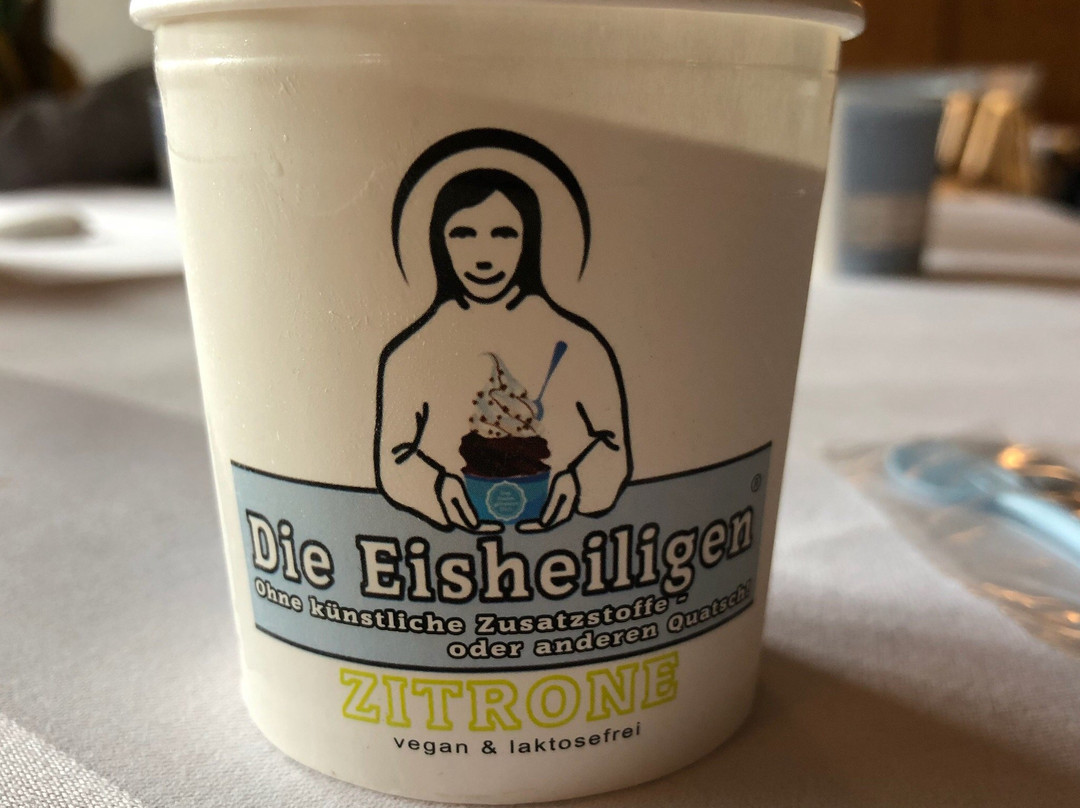 ®
Die Eisheiligen
Ohne künstliche Zusatzstoffe -
oder anderen Quatsch!
ZITRONE
vegan & laktosefrei